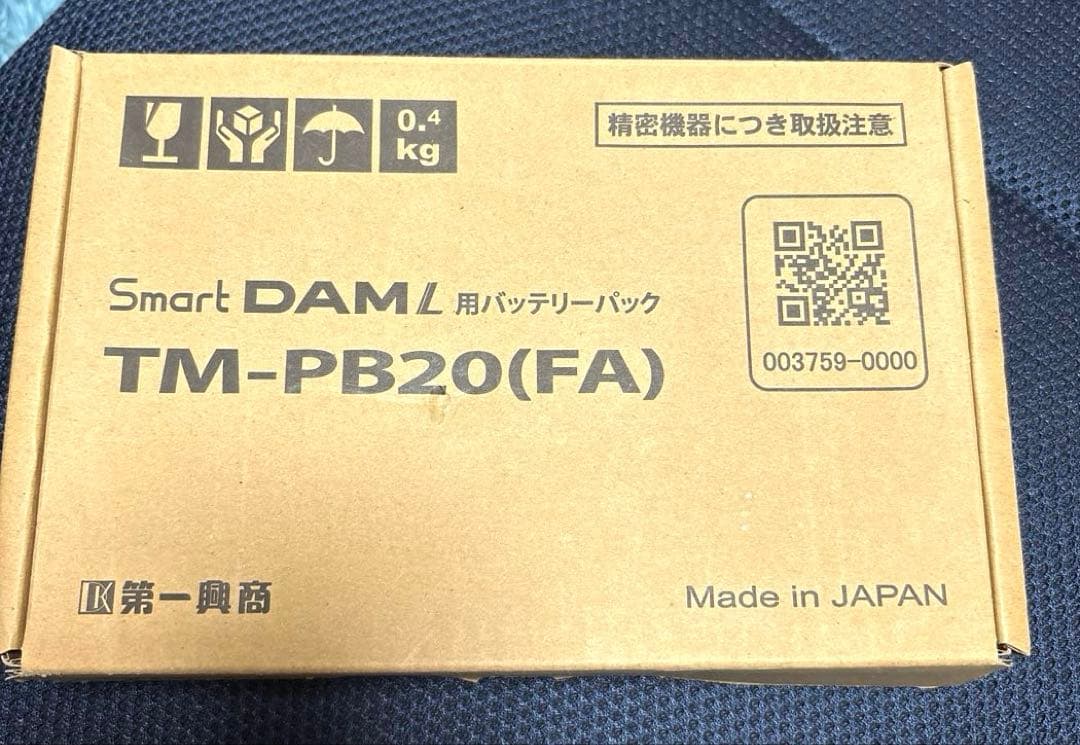 0.4
kg
精密機器につき取扱注意
Smart DAM L 用バッテリーパック
TM-PB20(FA)
003759-0000
DK 第一興商
Made in JAPAN